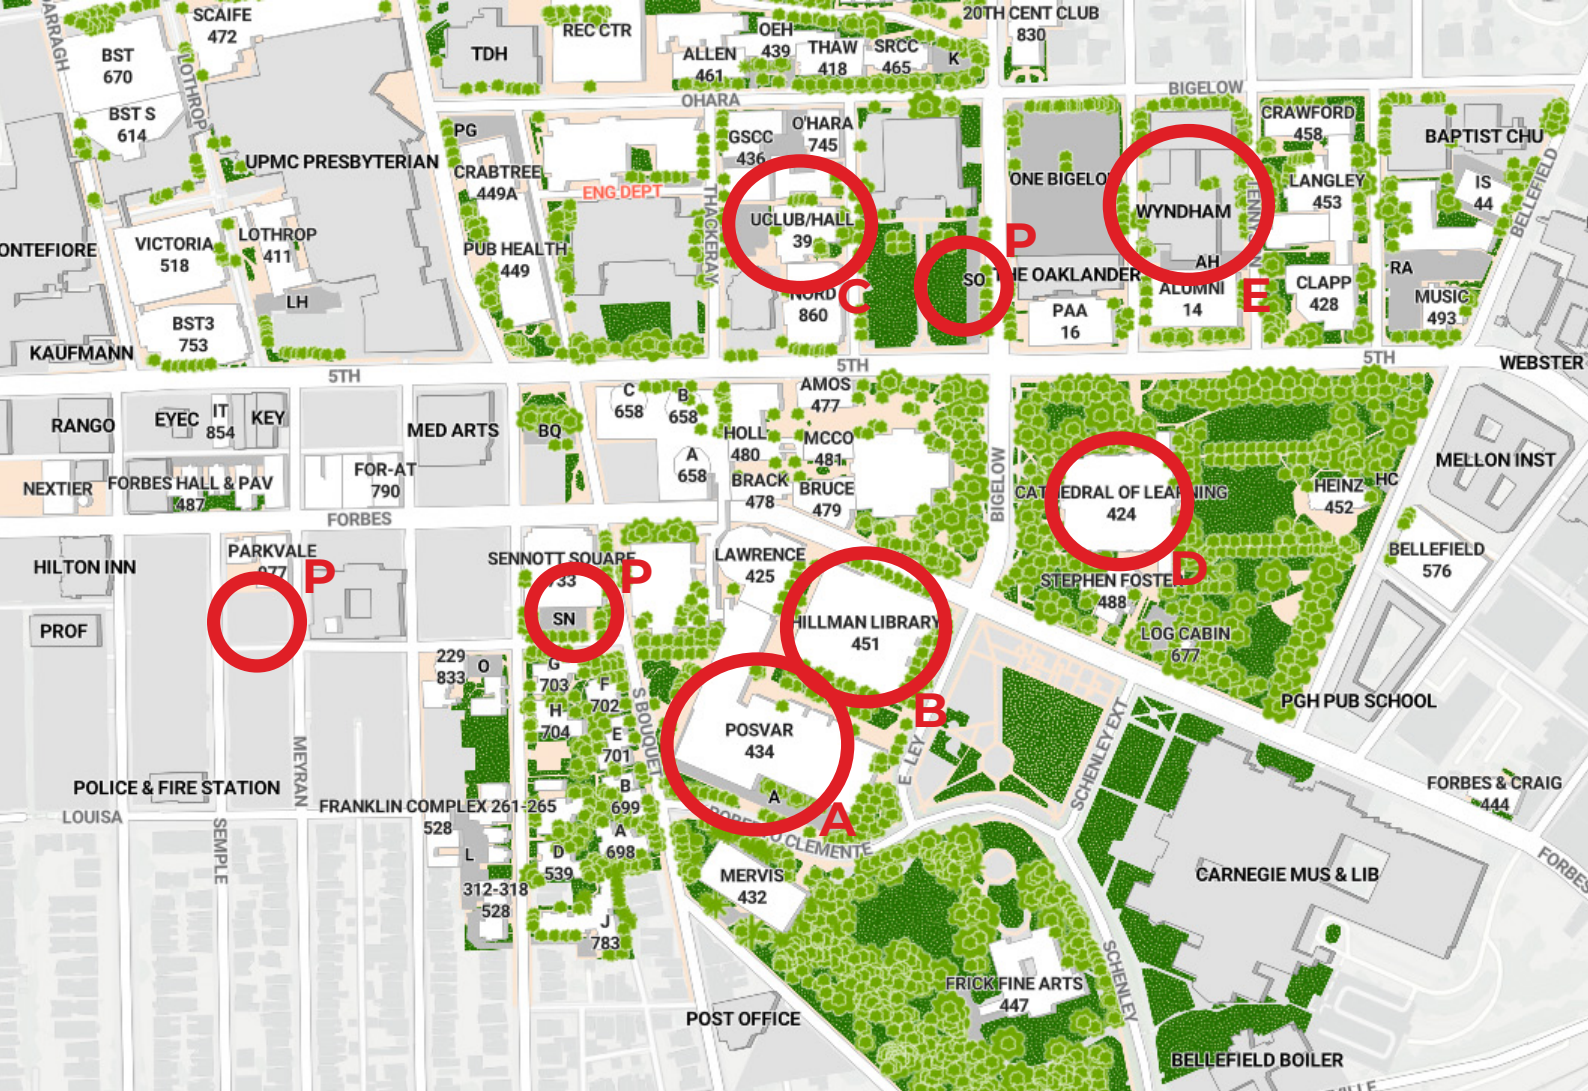 SCAIFE
472
DARRAGH
BST
670
LOTHROP
BST S
614
UPMC PRESBYTERIAN
TDH
REC CTR
ALLEN
461
OEH
439
THAW
418
SRCC
465
K
20TH CENT CLUB
830
OHARA
BIGELOW
PG
CRABTREE
449A
ENG DEPT
GSCC
436
O'HARA
745
THACKERAY
UCLUB/HALL
39
C
ONE BIGELOW
WYNDHAM
AH
E
CRAWFORD
458
LANGLEY
453
BAPTIST CHU
IS
44
BELLEFIELD
ONTEFIORE
VICTORIA
518
LOTHROP
411
LH
BST3
753
KAUFMANN
PUB HEALTH
449
NORD
860
SO
P
THE OAKLANDER
PAA
16
ALUMNI
14
CLAPP
428
RA
MUSIC
493
WEBSTER
5TH
5TH
5TH
RANGO
EYEC
IT
854
KEY
MED ARTS
BQ
C
658
B
658
A
658
HOLL
480
AMOS
477
MCCO
481
BRACK
478
BRUCE
479
NEXTIER
FORBES HALL & PAV
487
FOR-AT
790
FORBES
BIGELOW
CATHEDRAL OF LEARNING
424
D
HEINZ
452
HC
MELLON INST
BELLEFIELD
576
HILTON INN
PARKVALE
P
SENNOTT SQUARE
733
SN
P
LAWRENCE
425
HILLMAN LIBRARY
451
B
STEPHEN FOSTER
488
LOG CABIN
677
PROF
229
833
O
G
703
F
702
H
704
E
701
S BOUQUET
POSVAR
434
A
A
PGH PUB SCHOOL
SCHENLEY EXT
MEYRAN
POLICE & FIRE STATION
LOUISA
SEMPLE
FRANKLIN COMPLEX 261-265
528
B
699
A
698
D
539
L
312-318
528
J
783
ROBERTO CLEMENTE
MERVIS
432
FORBES & CRAIG
444
FORBES
CARNEGIE MUS & LIB
FRICK FINE ARTS
447
SCHENLEY
POST OFFICE
BELLEFIELD BOILER